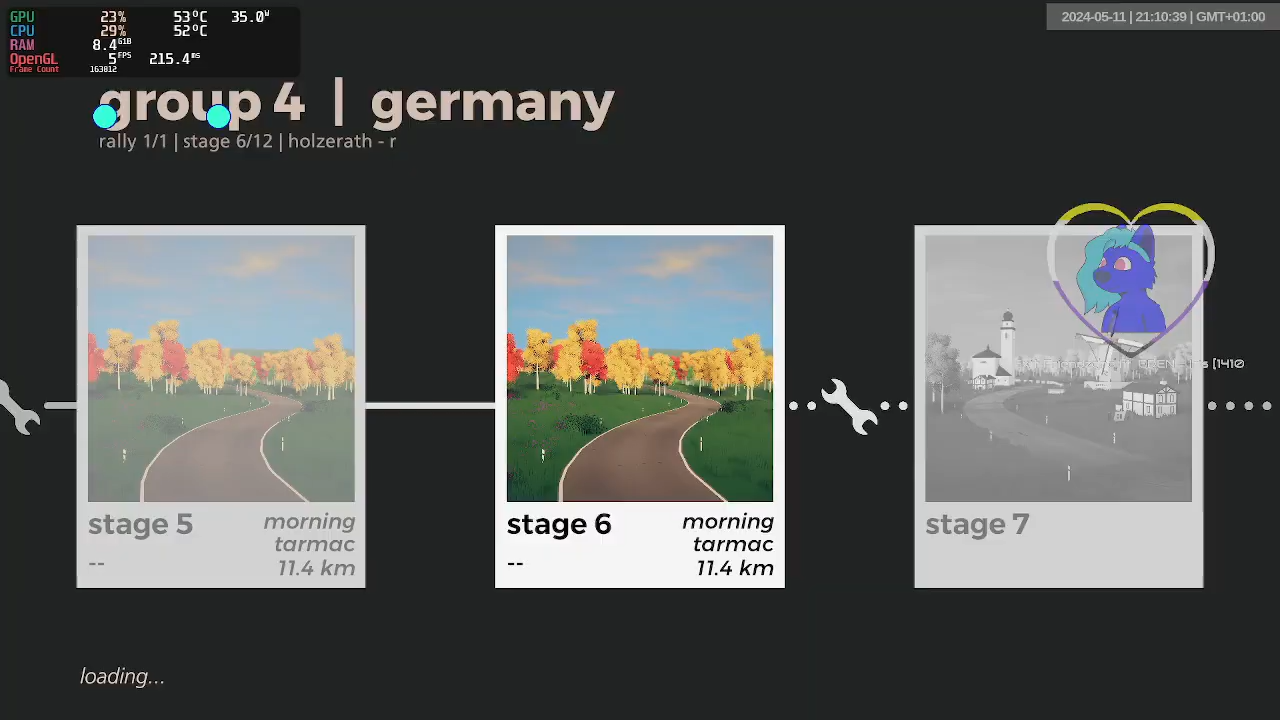 GPU 23% 53°C 35.0W
CPU 29% 52°C
RAM 8.4GiB
OpenGL 5FPS 215.4ms
Frame Count 163812
2024-05-11 | 21:10:39 | GMT+01:00
group 4 | germany
rally 1/1 | stage 6/12 | holzerath - r
stage 5
morning
tarmac
--
11.4 km
stage 6
morning
tarmac
--
11.4 km
stage 7
[1410
loading...